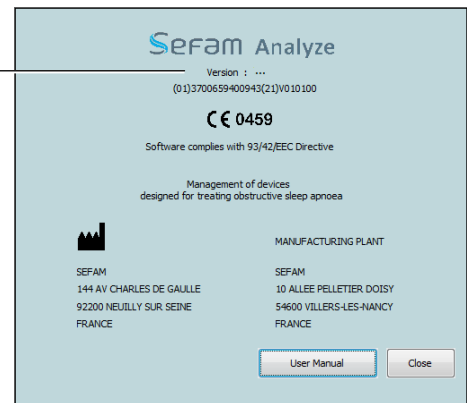 Sefam Analyze
Version : ...
(01)3700659400943(21)V010100
CE 0459
Software complies with 93/42/EEC Directive
Management of devices
designed for treating obstructive sleep apnoea
SEFAM
144 AV CHARLES DE GAULLE
92200 NEUILLY SUR SEINE
FRANCE
MANUFACTURING PLANT
SEFAM
10 ALLEE PELLETIER DOISY
54600 VILLERS-LES-NANCY
FRANCE
User Manual
Close